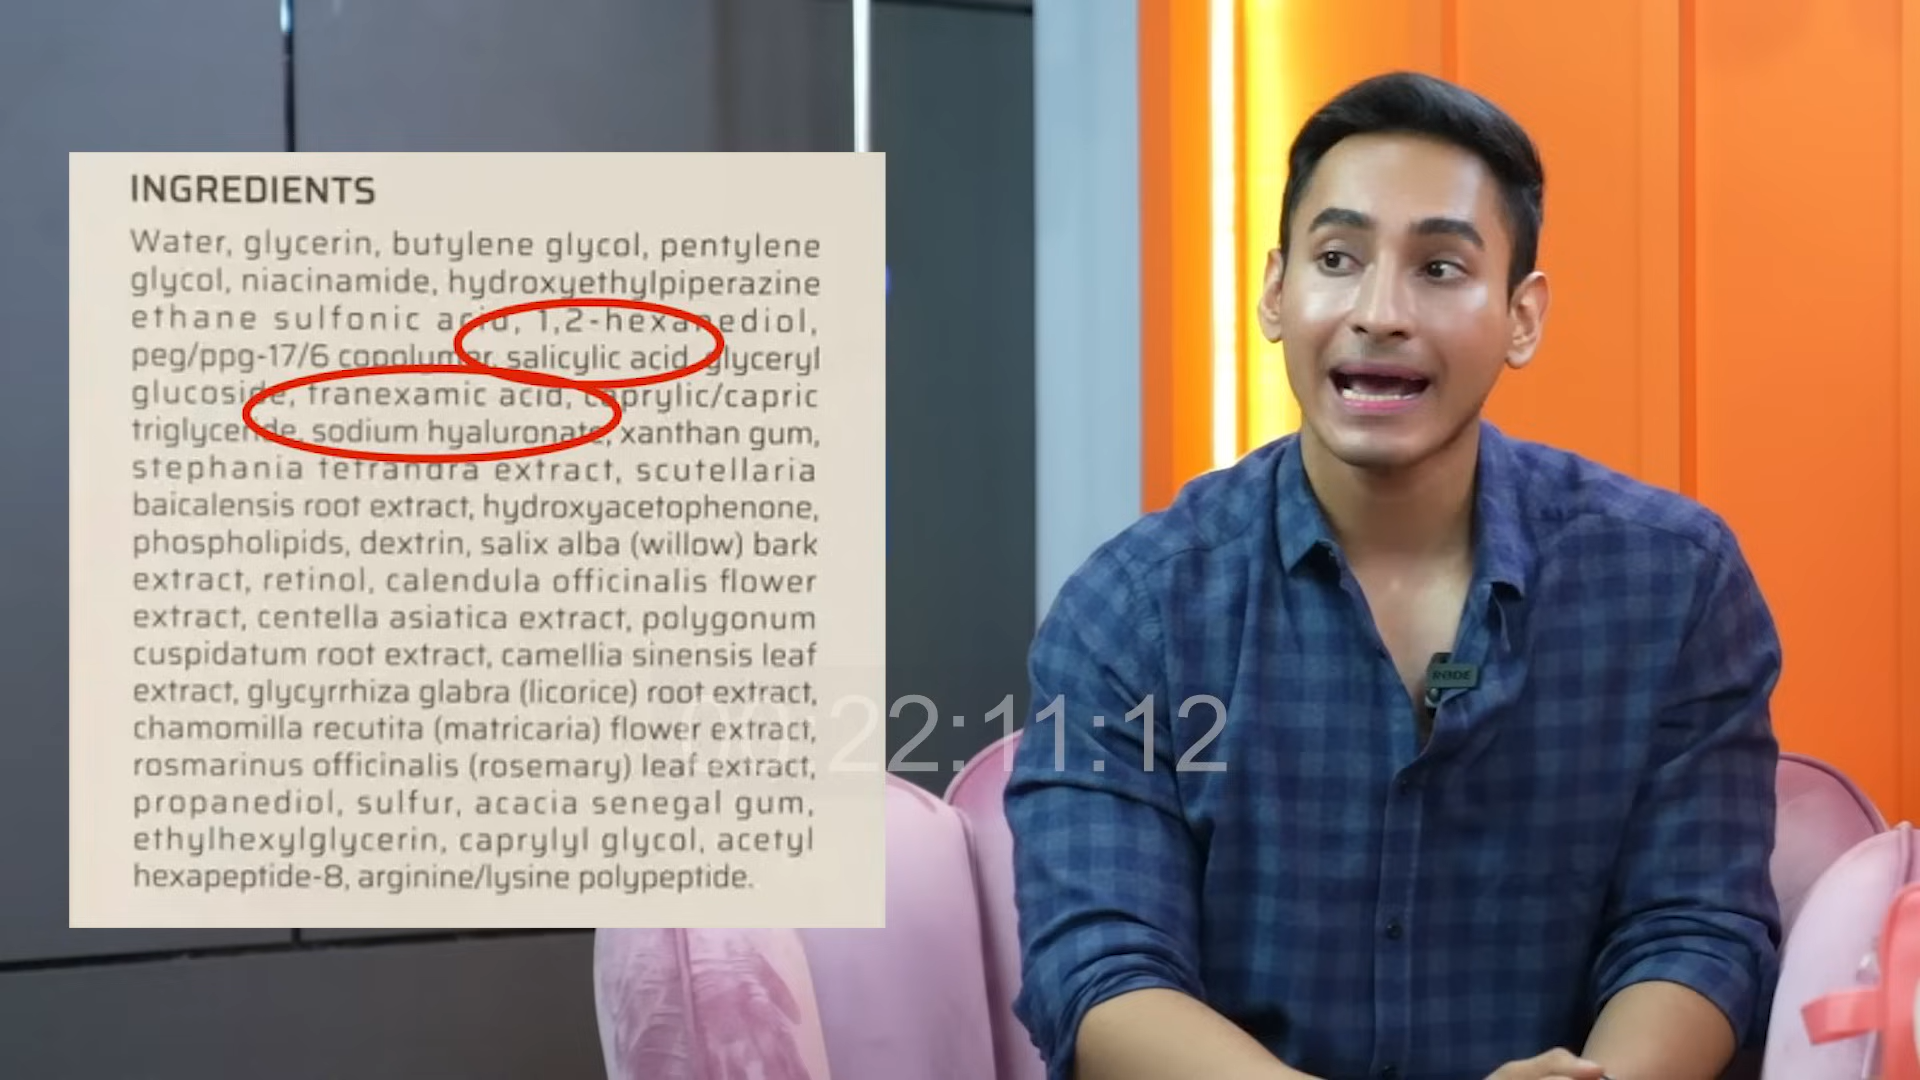 INGREDIENTS
Water, glycerin, butylene glycol, pentylene
glycol, niacinamide, hydroxyethylpiperazine
ethane sulfonic acid, 1,2-hexanediol,
peg/ppg-17/6 copolymer, salicylic acid, glyceryl
glucoside, tranexamic acid, caprylic/capric
triglyceride, sodium hyaluronate, xanthan gum,
stephania tetrandra extract, scutellaria
baicalensis root extract, hydroxyacetophenone,
phospholipids, dextrin, salix alba (willow) bark
extract, retinol, calendula officinalis flower
extract, centella asiatica extract, polygonum
cuspidatum root extract, camellia sinensis leaf
extract, glycyrrhiza glabra (licorice) root extract,
chamomilla recutita (matricaria) flower extract,
rosmarinus officinalis (rosemary) leaf extract,
propanediol, sulfur, acacia senegal gum,
ethylhexylglycerin, caprylyl glycol, acetyl
hexapeptide-8, arginine/lysine polypeptide.
00:22:11:12
RØDE